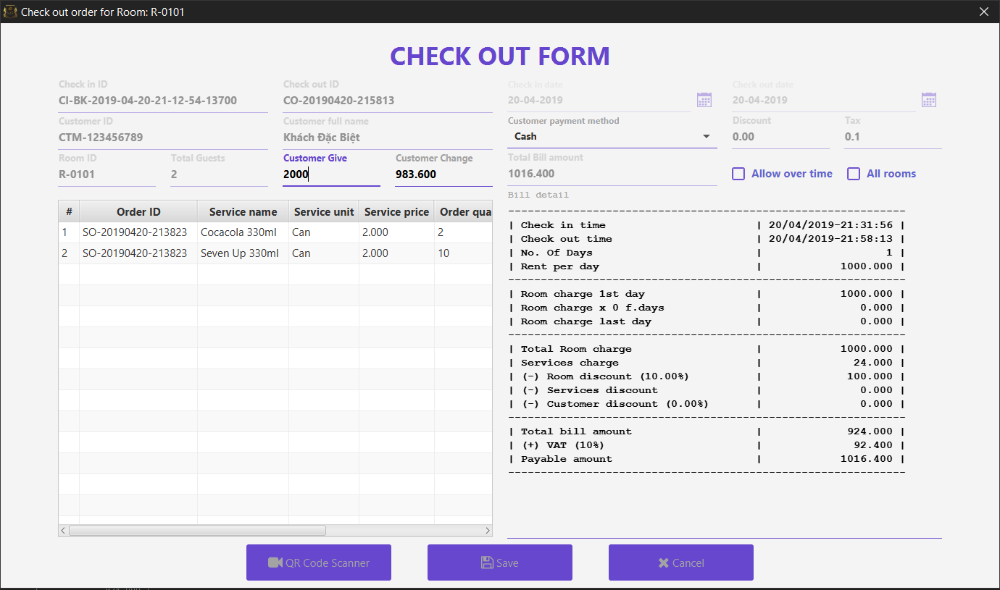 Check out order for Room: R-0101
CHECK OUT FORM
Check in ID
CI-BK-2019-04-20-21-12-54-13700
Check out ID
CO-20190420-215813
Check in date
20-04-2019
Check out date
20-04-2019
Customer ID
CTM-123456789
Customer full name
Khách Đặc Biệt
Customer payment method
Cash
Discount
0.00
Tax
0.1
Room ID
R-0101
Total Guests
2
Customer Give
2000
Customer Change
983.600
Total Bill amount
1016.400
Allow over time
All rooms
# Order ID Service name Service unit Service price Order qua
1 SO-20190420-213823 Cocacola 330ml Can 2.000 2
2 SO-20190420-213823 Seven Up 330ml Can 2.000 10
Bill detail
-------------------------------------------------------------
| Check in time | 20/04/2019-21:31:56 |
| Check out time | 20/04/2019-21:58:13 |
| No. Of Days | 1 |
| Rent per day | 1000.000 |
-------------------------------------------------------------
| Room charge 1st day | 1000.000 |
| Room charge x 0 f.days | 0.000 |
| Room charge last day | 0.000 |
-------------------------------------------------------------
| Total Room charge | 1000.000 |
| Services charge | 24.000 |
| (-) Room discount (10.00%) | 100.000 |
| (-) Services discount | 0.000 |
| (-) Customer discount (0.00%) | 0.000 |
-------------------------------------------------------------
| Total bill amount | 924.000 |
| (+) VAT (10%) | 92.400 |
| Payable amount | 1016.400 |
-------------------------------------------------------------
QR Code Scanner
Save
Cancel